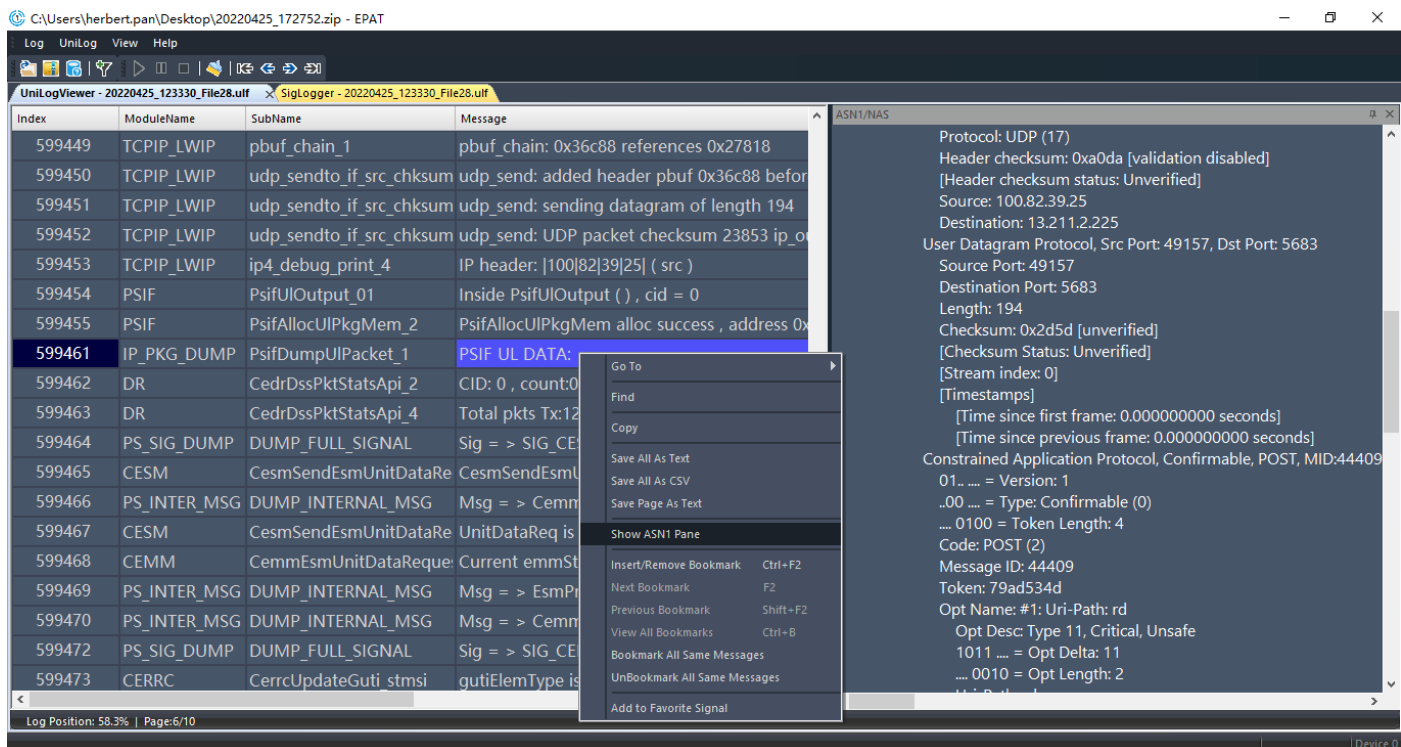 C:\Users\herbert.pan\Desktop\20220425_172752.zip - EPAT
Log UniLog View Help
UniLogViewer - 20220425_123330_File28.ulf SigLogger - 20220425_123330_File28.ulf
Index ModuleName SubName Message
599449 TCPIP_LWIP pbuf_chain_1 pbuf_chain: 0x36c88 references 0x27818
599450 TCPIP_LWIP udp_sendto_if_src_chksum udp_send: added header pbuf 0x36c88 befor
599451 TCPIP_LWIP udp_sendto_if_src_chksum udp_send: sending datagram of length 194
599452 TCPIP_LWIP udp_sendto_if_src_chksum udp_send: UDP packet checksum 23853 ip_ou
599453 TCPIP_LWIP ip4_debug_print_4 IP header: |100|82|39|25| ( src )
599454 PSIF PsifUlOutput_01 Inside PsifUlOutput ( ) , cid = 0
599455 PSIF PsifAllocUlPkgMem_2 PsifAllocUlPkgMem alloc success , address 0x
599461 IP_PKG_DUMP PsifDumpUlPacket_1 PSIF UL DATA:
599462 DR CedrDssPktStatsApi_2 CID: 0 , count:0
599463 DR CedrDssPktStatsApi_4 Total pkts Tx:12
599464 PS_SIG_DUMP DUMP_FULL_SIGNAL Sig = > SIG_CES
599465 CESM CesmSendEsmUnitDataRe CesmSendEsmU
599466 PS_INTER_MSG DUMP_INTERNAL_MSG Msg = > Cemm
599467 CESM CesmSendEsmUnitDataRe UnitDataReq is
599468 CEMM CemmEsmUnitDataReque: Current emmSt
599469 PS_INTER_MSG DUMP_INTERNAL_MSG Msg = > EsmPr
599470 PS_INTER_MSG DUMP_INTERNAL_MSG Msg = > Cemm
599472 PS_SIG_DUMP DUMP_FULL_SIGNAL Sig = > SIG_CE
599473 CERRC CerrcUpdateGuti_stmsi gutiElemType is
Go To
Find
Copy
Save All As Text
Save All As CSV
Save Page As Text
Show ASN1 Pane
Insert/Remove Bookmark Ctrl+F2
Next Bookmark F2
Previous Bookmark Shift+F2
View All Bookmarks Ctrl+B
Bookmark All Same Messages
UnBookmark All Same Messages
Add to Favorite Signal
ASN1/NAS
Protocol: UDP (17)
Header checksum: 0xa0da [validation disabled]
[Header checksum status: Unverified]
Source: 100.82.39.25
Destination: 13.211.2.225
User Datagram Protocol, Src Port: 49157, Dst Port: 5683
Source Port: 49157
Destination Port: 5683
Length: 194
Checksum: 0x2d5d [unverified]
[Checksum Status: Unverified]
[Stream index: 0]
[Timestamps]
[Time since first frame: 0.000000000 seconds]
[Time since previous frame: 0.000000000 seconds]
Constrained Application Protocol, Confirmable, POST, MID:44409
01.. .... = Version: 1
..00 .... = Type: Confirmable (0)
.... 0100 = Token Length: 4
Code: POST (2)
Message ID: 44409
Token: 79ad534d
Opt Name: #1: Uri-Path: rd
Opt Desc: Type 11, Critical, Unsafe
1011 .... = Opt Delta: 11
.... 0010 = Opt Length: 2
Log Position: 58.3% | Page:6/10
Device 0